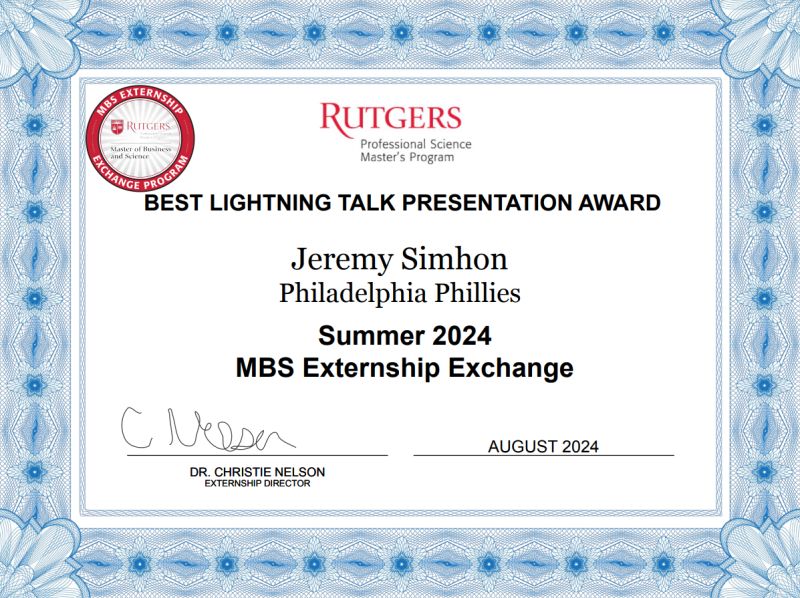 MBS EXTERNSHIP
RUTGERS
Master of Business
and Science
EXCHANGE PROGRAM
RUTGERS
Professional Science
Master's Program
BEST LIGHTNING TALK PRESENTATION AWARD
Jeremy Simhon
Philadelphia Phillies
Summer 2024
MBS Externship Exchange
C. Nelson
AUGUST 2024
DR. CHRISTIE NELSON
EXTERNSHIP DIRECTOR